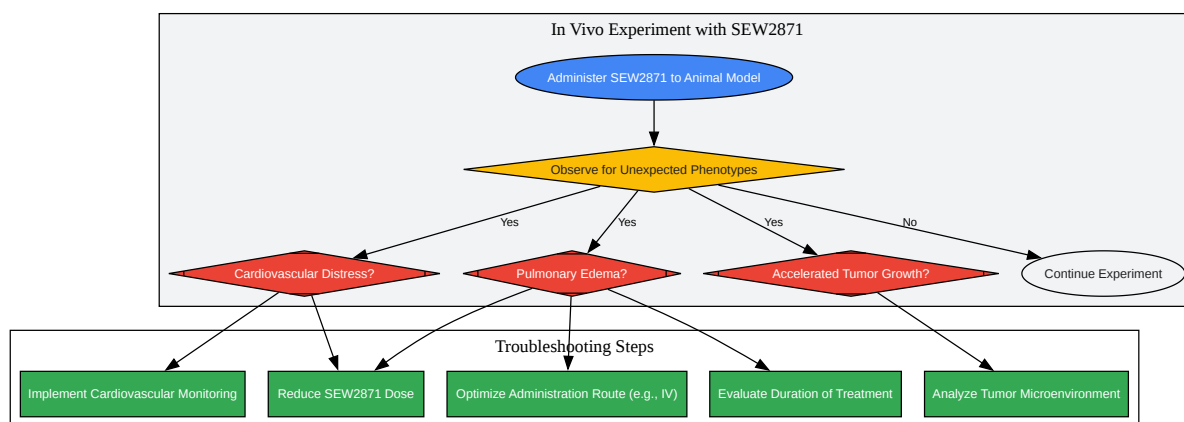 In Vivo Experiment with SEW2871
Administer SEW2871 to Animal Model
Observe for Unexpected Phenotypes
Yes
Yes
Yes
No
Cardiovascular Distress?
Pulmonary Edema?
Accelerated Tumor Growth?
Continue Experiment
Troubleshooting Steps
Implement Cardiovascular Monitoring
Reduce SEW2871 Dose
Optimize Administration Route (e.g., IV)
Evaluate Duration of Treatment
Analyze Tumor Microenvironment